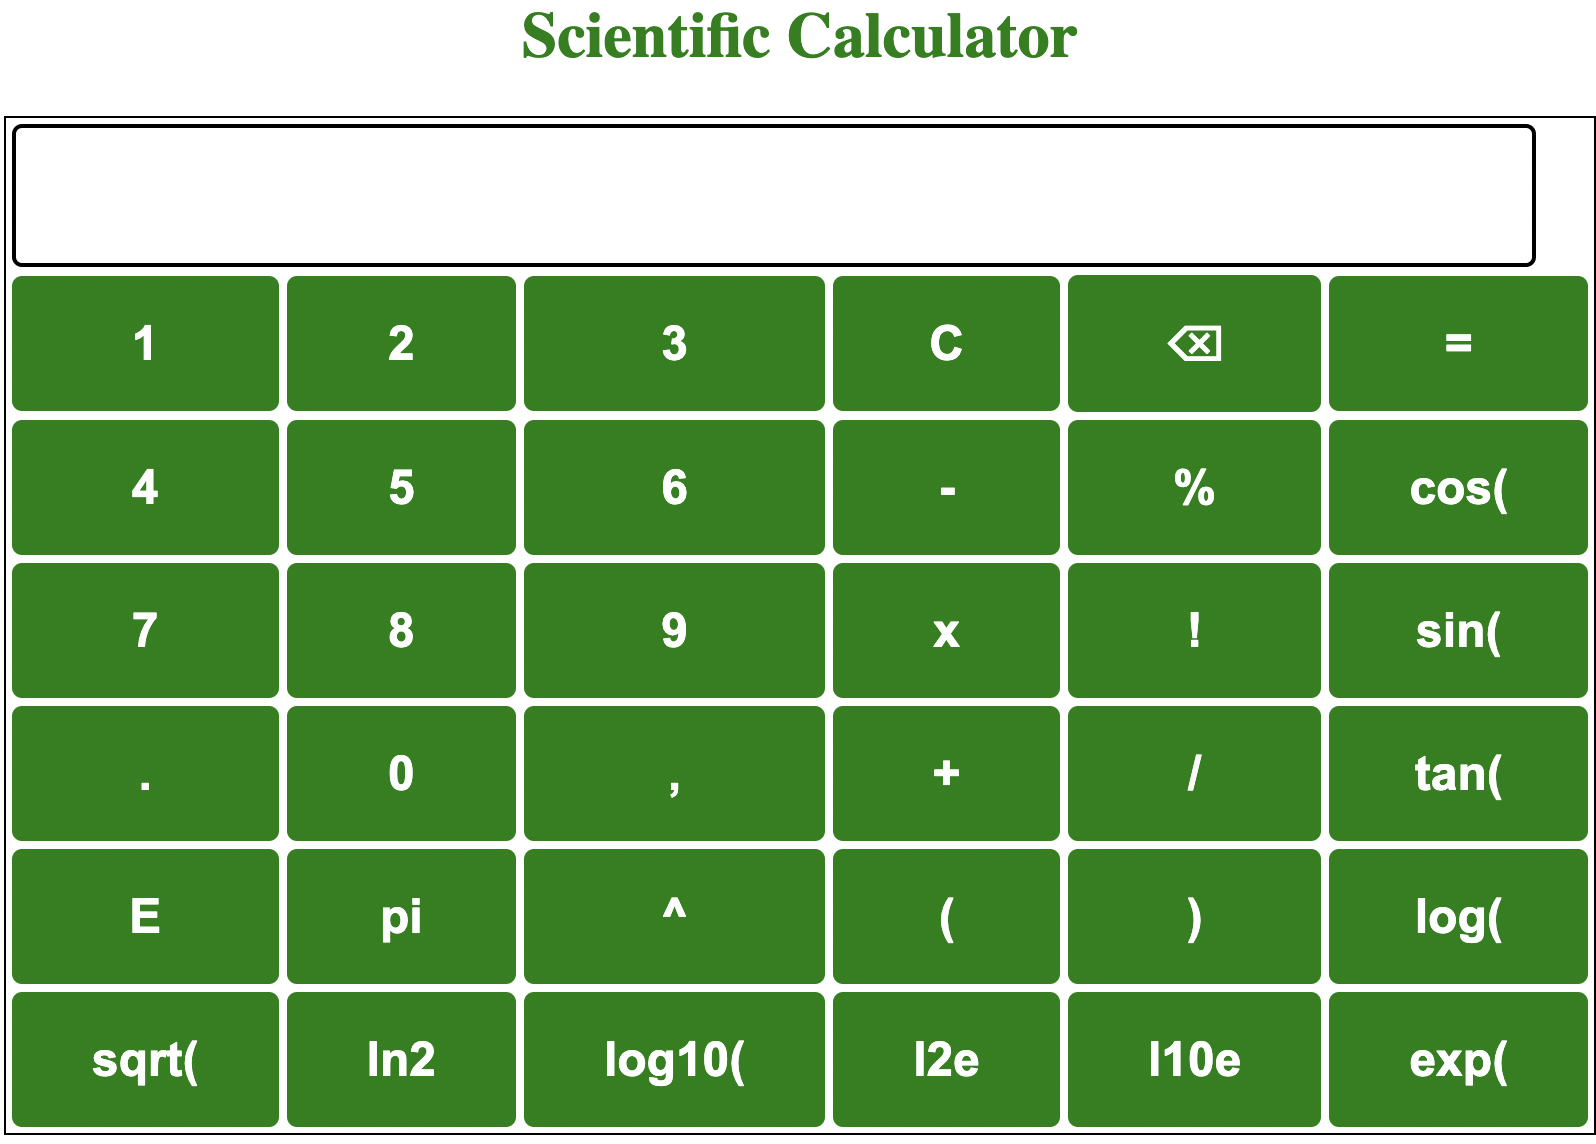 Scientific Calculator
1 2 3 C ⌫ =
4 5 6 - % cos(
7 8 9 x ! sin(
. 0 , + / tan(
E pi ^ ( ) log(
sqrt( ln2 log10( l2e l10e exp(